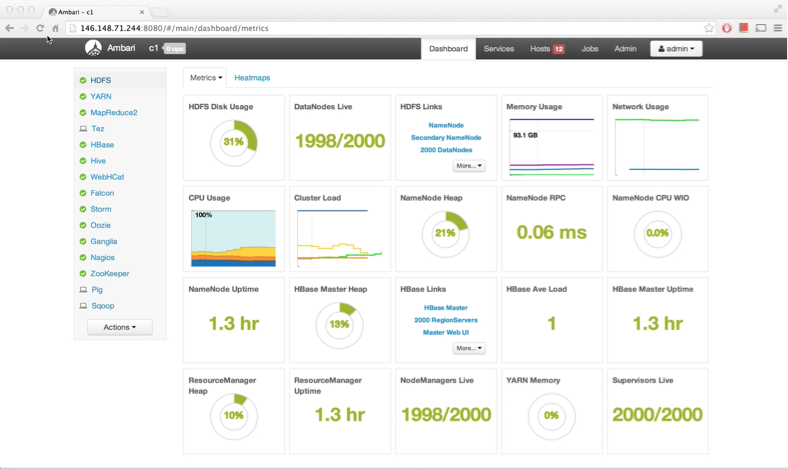 Ambari - c1
146.148.71.244:8080/#/main/dashboard/metrics
Ambari c1 0 ops Dashboard Services Hosts 12 Jobs Admin admin
HDFS
YARN
MapReduce2
Tez
HBase
Hive
WebHCat
Falcon
Storm
Oozie
Ganglia
Nagios
ZooKeeper
Pig
Sqoop
Actions
Metrics Heatmaps
HDFS Disk Usage
31%
DataNodes Live
1998/2000
HDFS Links
NameNode
Secondary NameNode
2000 DataNodes
More...
Memory Usage
93.1 GB
Network Usage
CPU Usage
100%
Cluster Load
NameNode Heap
21%
NameNode RPC
0.06 ms
NameNode CPU WIO
0.0%
NameNode Uptime
1.3 hr
HBase Master Heap
13%
HBase Links
HBase Master
2000 RegionServers
Master Web UI
More...
HBase Ave Load
1
HBase Master Uptime
1.3 hr
ResourceManager
Heap
10%
ResourceManager
Uptime
1.3 hr
NodeManagers Live
1998/2000
YARN Memory
0%
Supervisors Live
2000/2000